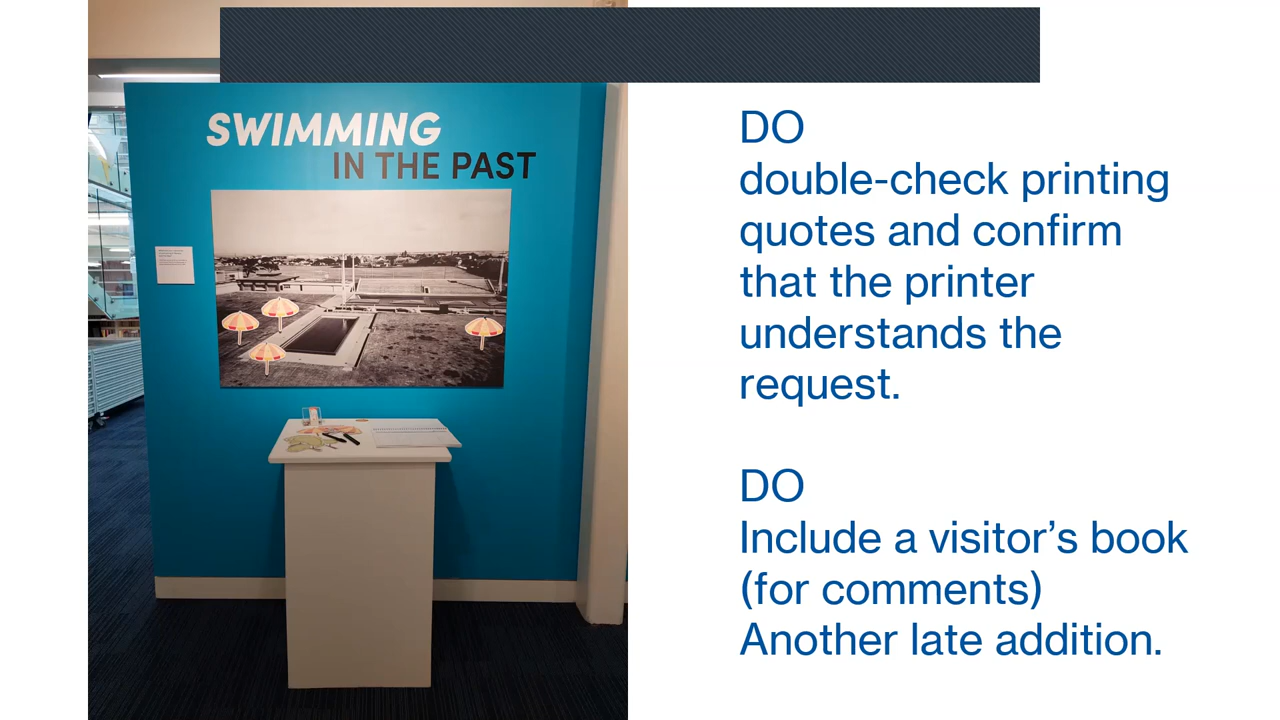 SWIMMING
IN THE PAST
DO
double-check printing
quotes and confirm
that the printer
understands the
request.
DO
Include a visitor’s book
(for comments)
Another late addition.